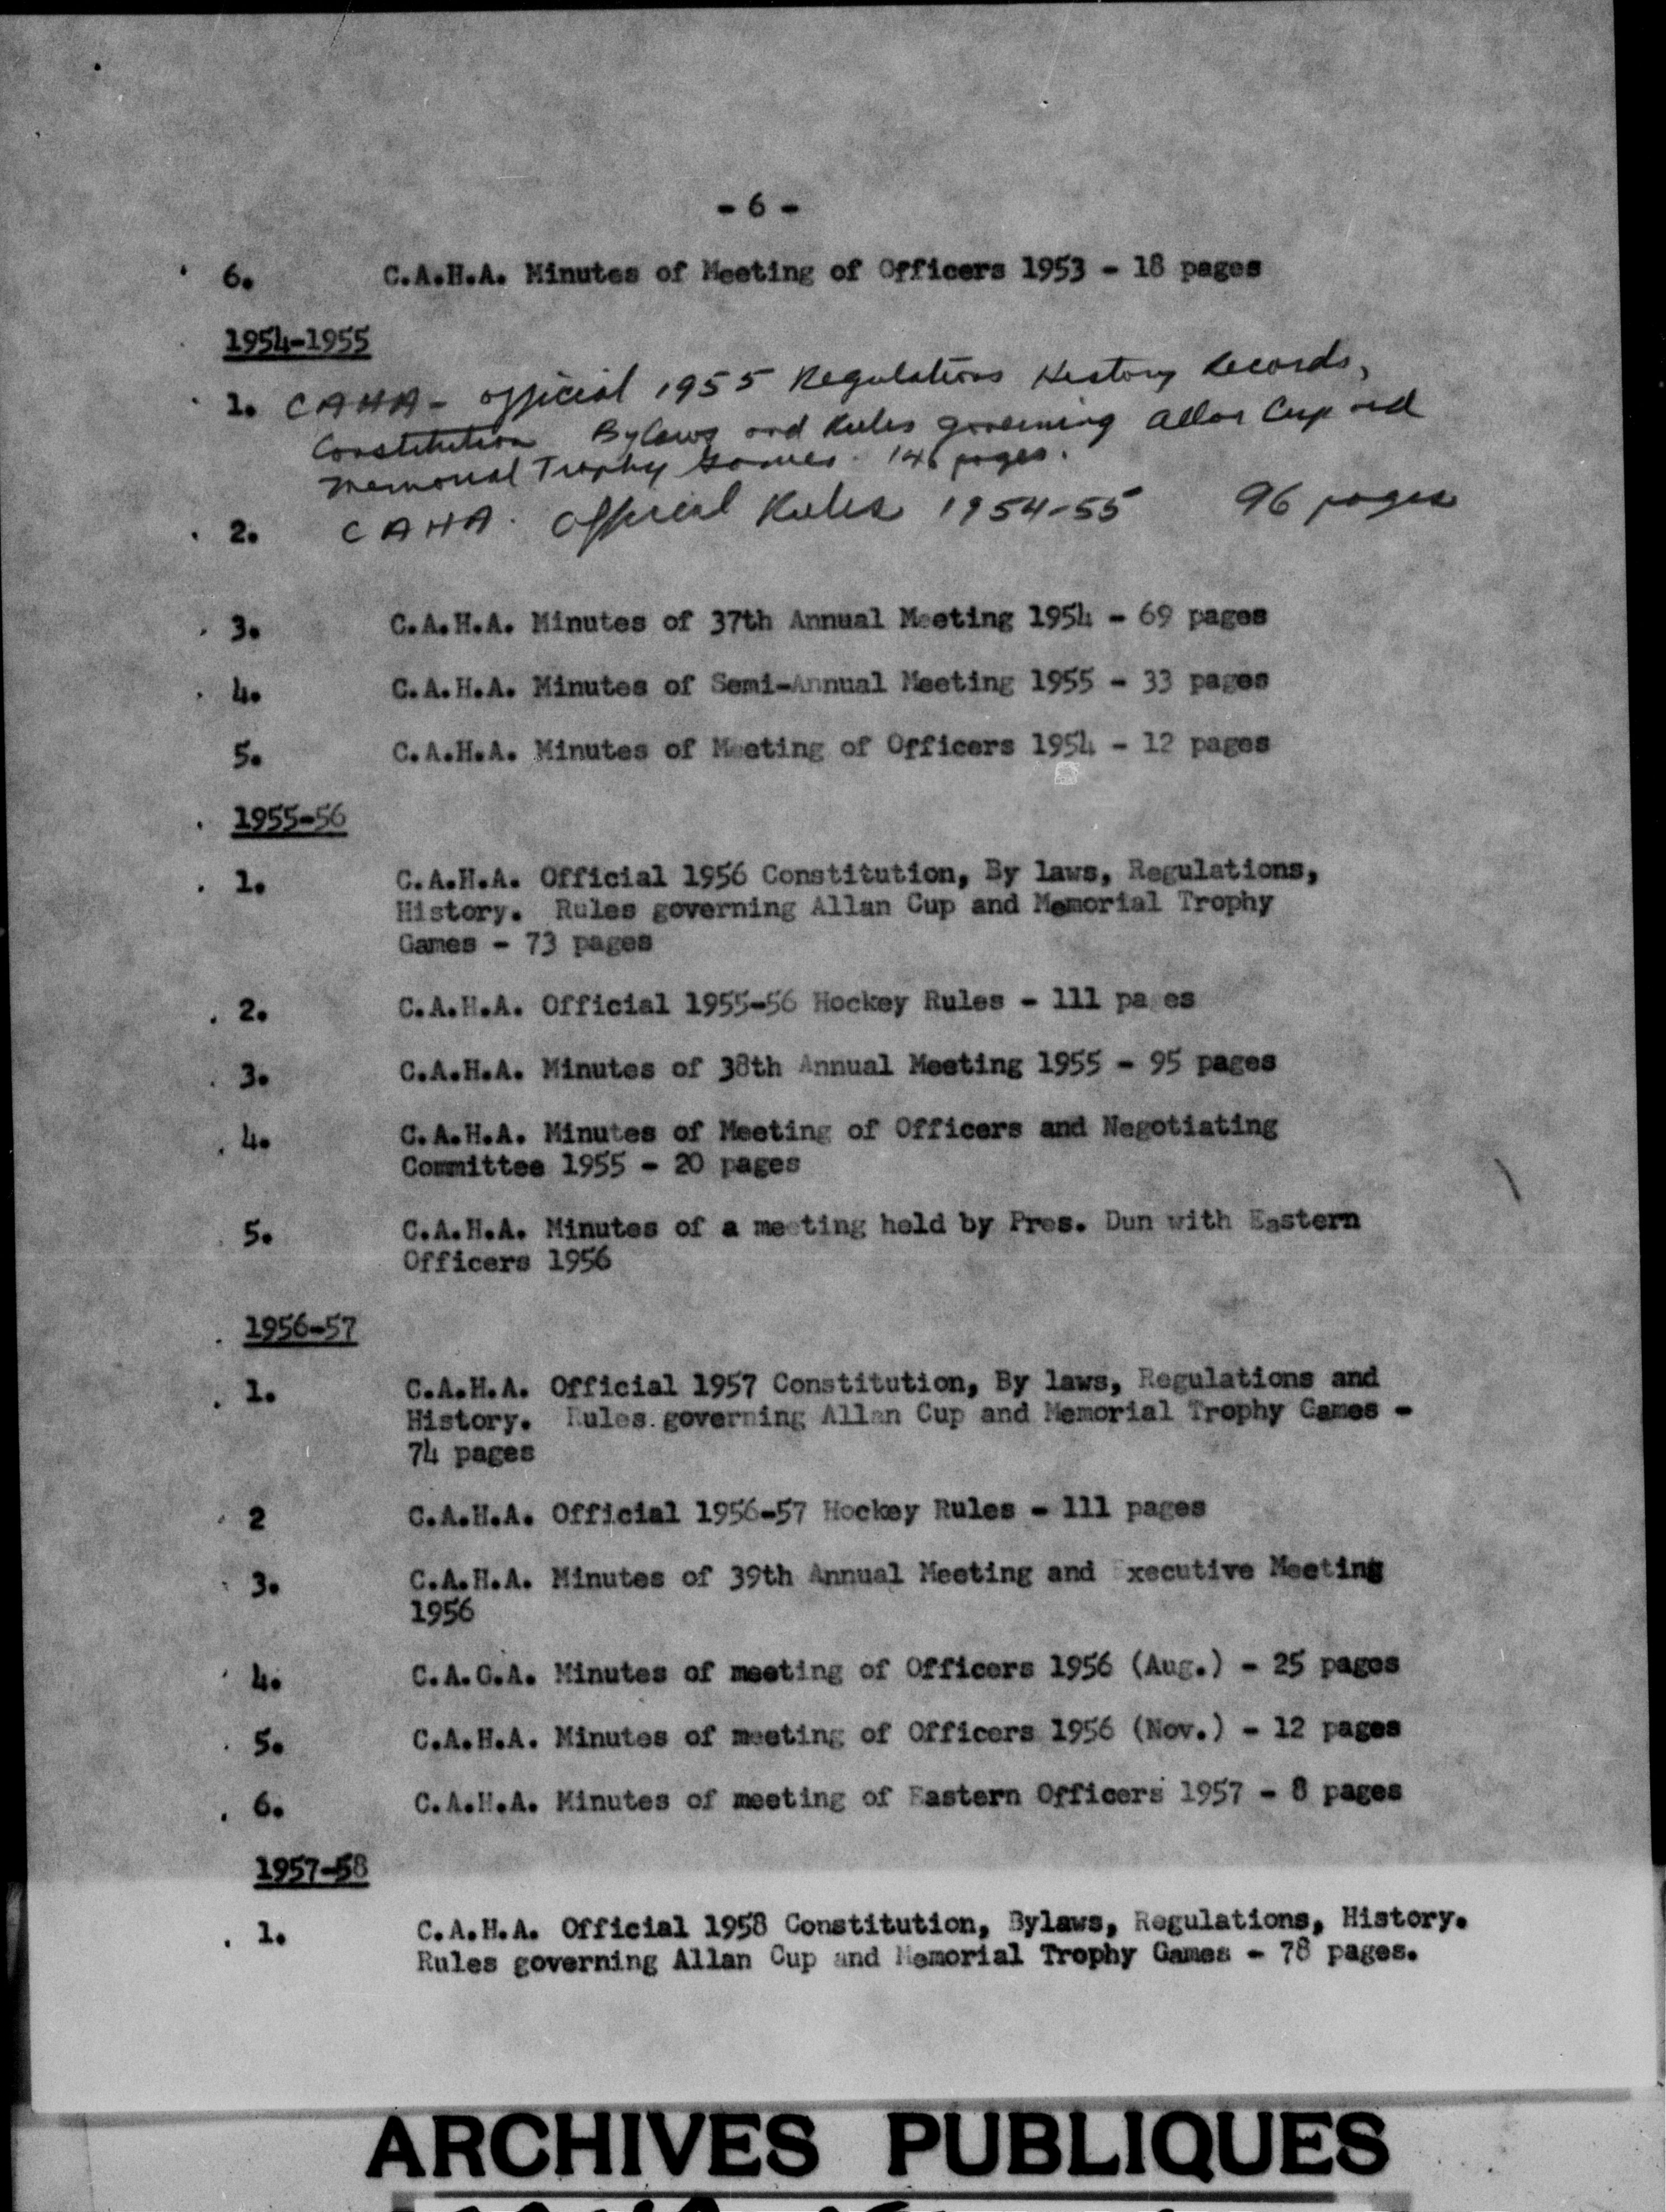 - 6 -
6. C.A.H.A. Minutes of Meeting of Officers 1953 - 18 pages
1954-1955
1. CAHA - official 1955 Regulations History Records,
Constitution Bylaws and Rules governing Allan Cup and
Memorial Trophy Games. 146 pages.
2. CAHA. Official Rules 1954-55 96 pages
3. C.A.H.A. Minutes of 37th Annual Meeting 1954 - 69 pages
4. C.A.H.A. Minutes of Semi-Annual Meeting 1955 - 33 pages
5. C.A.H.A. Minutes of Meeting of Officers 1954 - 12 pages
1955-56
1. C.A.H.A. Official 1956 Constitution, By laws, Regulations,
History. Rules governing Allan Cup and Memorial Trophy
Games - 73 pages
2. C.A.H.A. Official 1955-56 Hockey Rules - 111 pa es
3. C.A.H.A. Minutes of 38th Annual Meeting 1955 - 95 pages
4. C.A.H.A. Minutes of Meeting of Officers and Negotiating
Committee 1955 - 20 pages
5. C.A.H.A. Minutes of a meeting held by Pres. Dun with Eastern
Officers 1956
1956-57
1. C.A.H.A. Official 1957 Constitution, By laws, Regulations and
History. Rules governing Allan Cup and Memorial Trophy Games -
74 pages
2 C.A.H.A. Official 1956-57 Hockey Rules - 111 pages
3. C.A.H.A. Minutes of 39th Annual Meeting and Executive Meeting
1956
4. C.A.C.A. Minutes of meeting of Officers 1956 (Aug.) - 25 pages
5. C.A.H.A. Minutes of meeting of Officers 1956 (Nov.) - 12 pages
6. C.A.H.A. Minutes of meeting of Eastern Officers 1957 - 8 pages
1957-58
1. C.A.H.A. Official 1958 Constitution, Bylaws, Regulations, History.
Rules governing Allan Cup and Memorial Trophy Games - 78 pages.
ARCHIVES PUBLIQUES